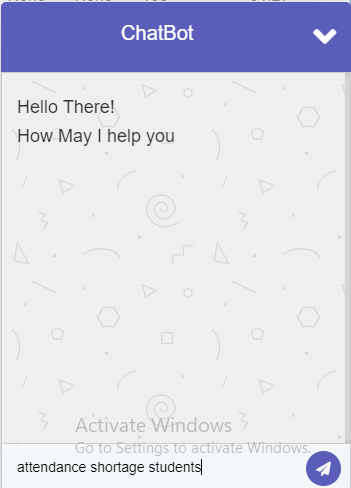 ChatBot
Hello There!
How May I help you
Activate Windows
Go to Settings to activate Windows.
attendance shortage students